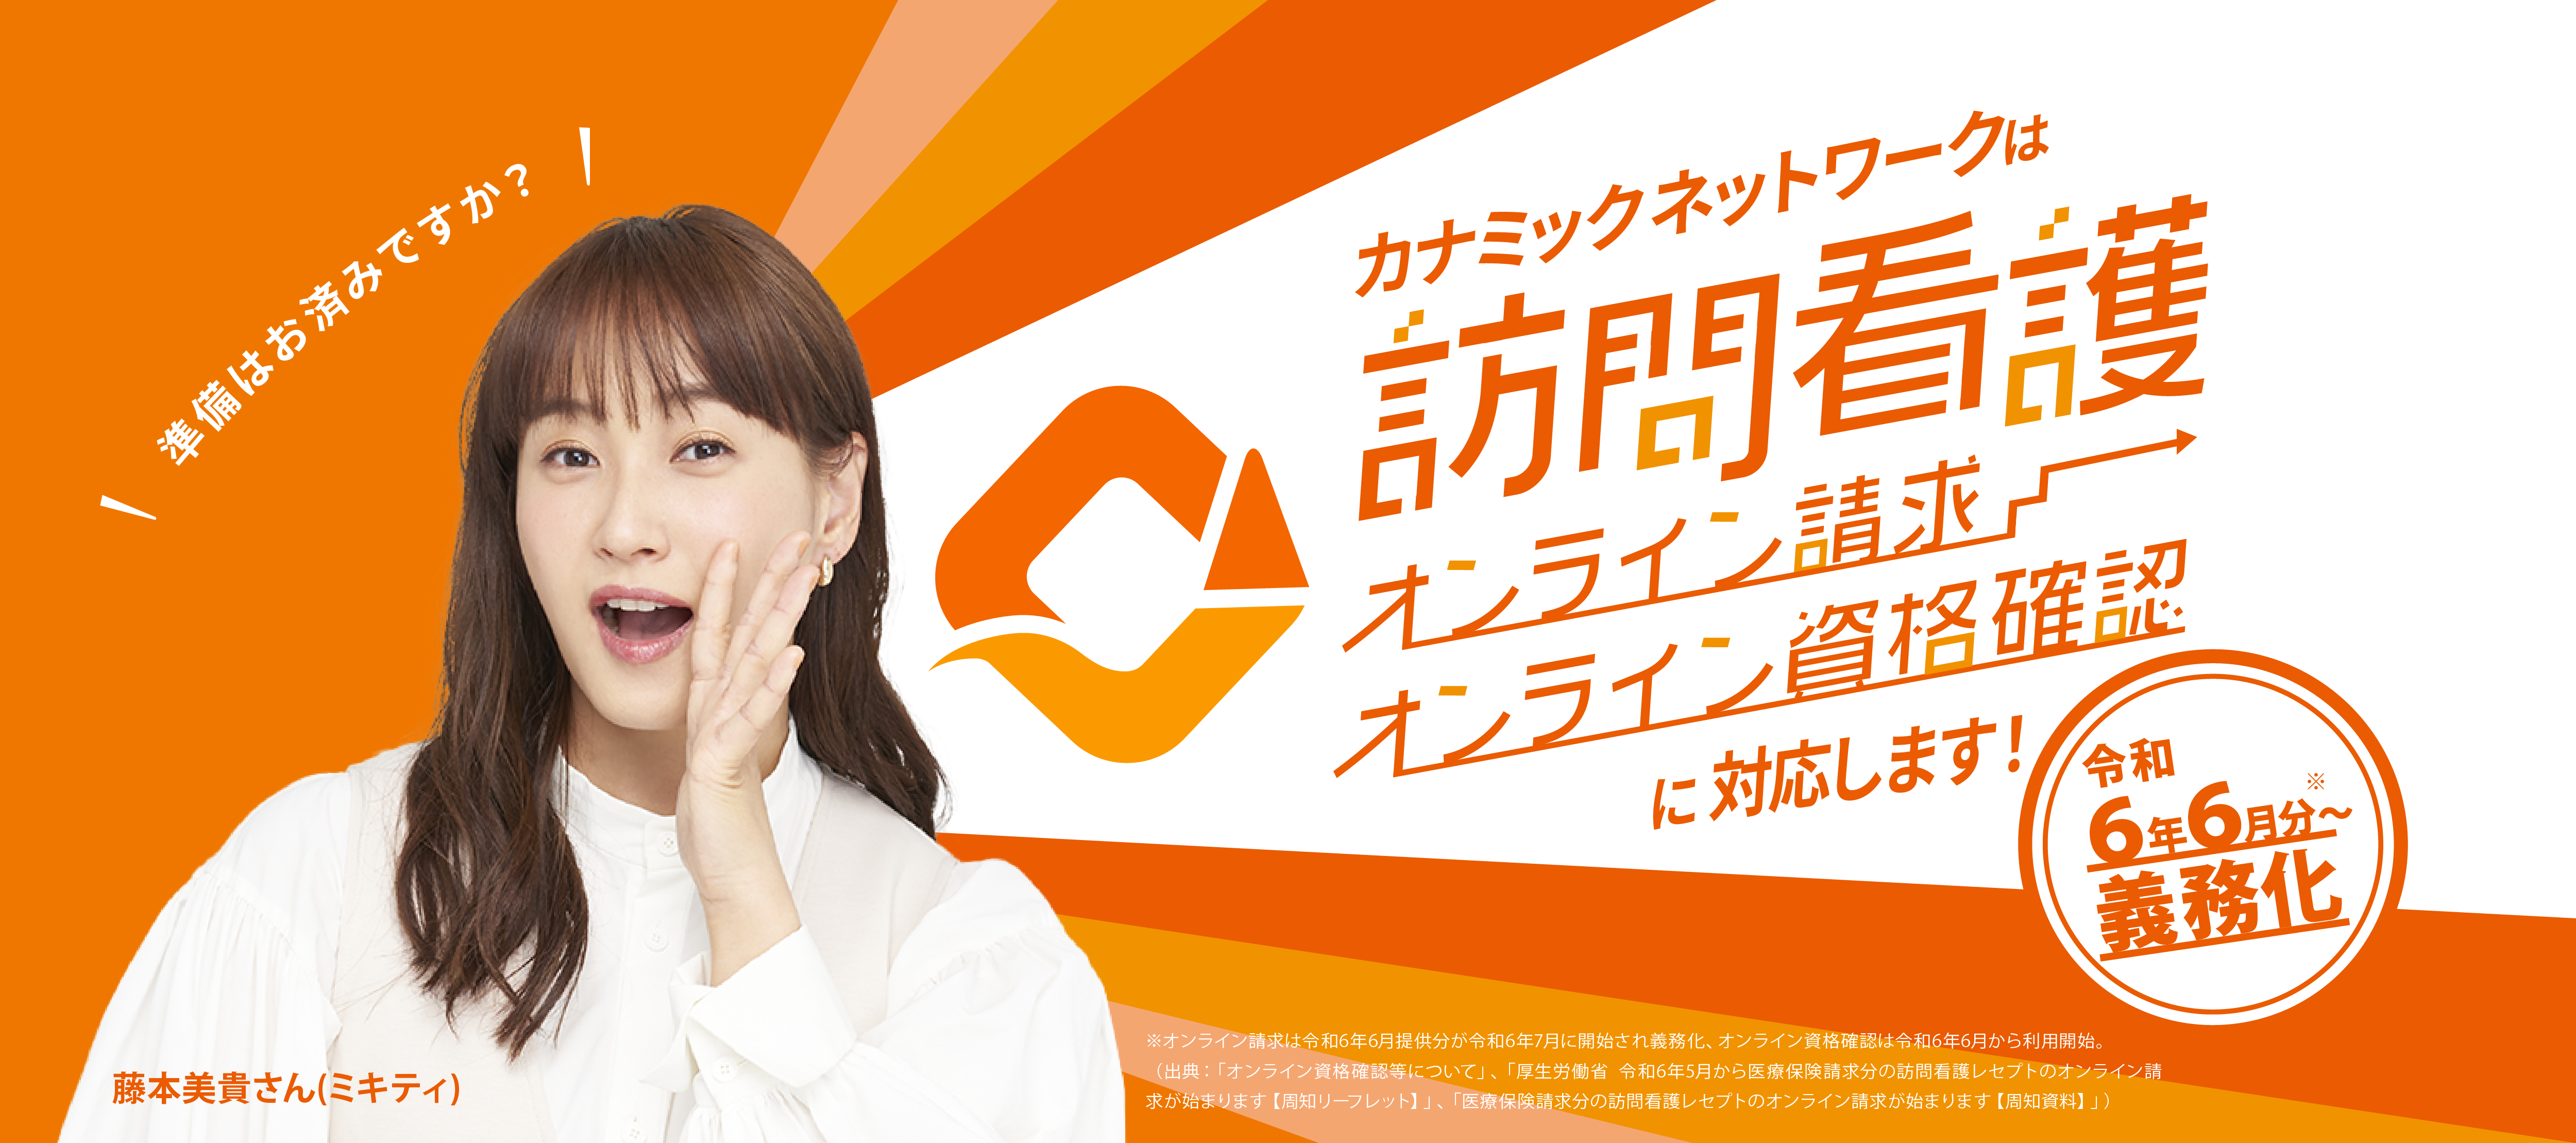 準備はお済みですか？
カナミックネットワークは
訪問看護
オンライン請求
オンライン資格確認
に対応します！
令和
6年6月分～※
義務化
藤本美貴さん(ミキティ)
※オンライン請求は令和6年6月提供分が令和6年7月に開始され義務化、オンライン資格確認は令和6年6月から利用開始。
（出典：「オンライン資格確認等について」、「厚生労働省 令和6年5月から医療保険請求分の訪問看護レセプトのオンライン請
求が始まります【周知リーフレット】」、「医療保険請求分の訪問看護レセプトのオンライン請求が始まります【周知資料】」）